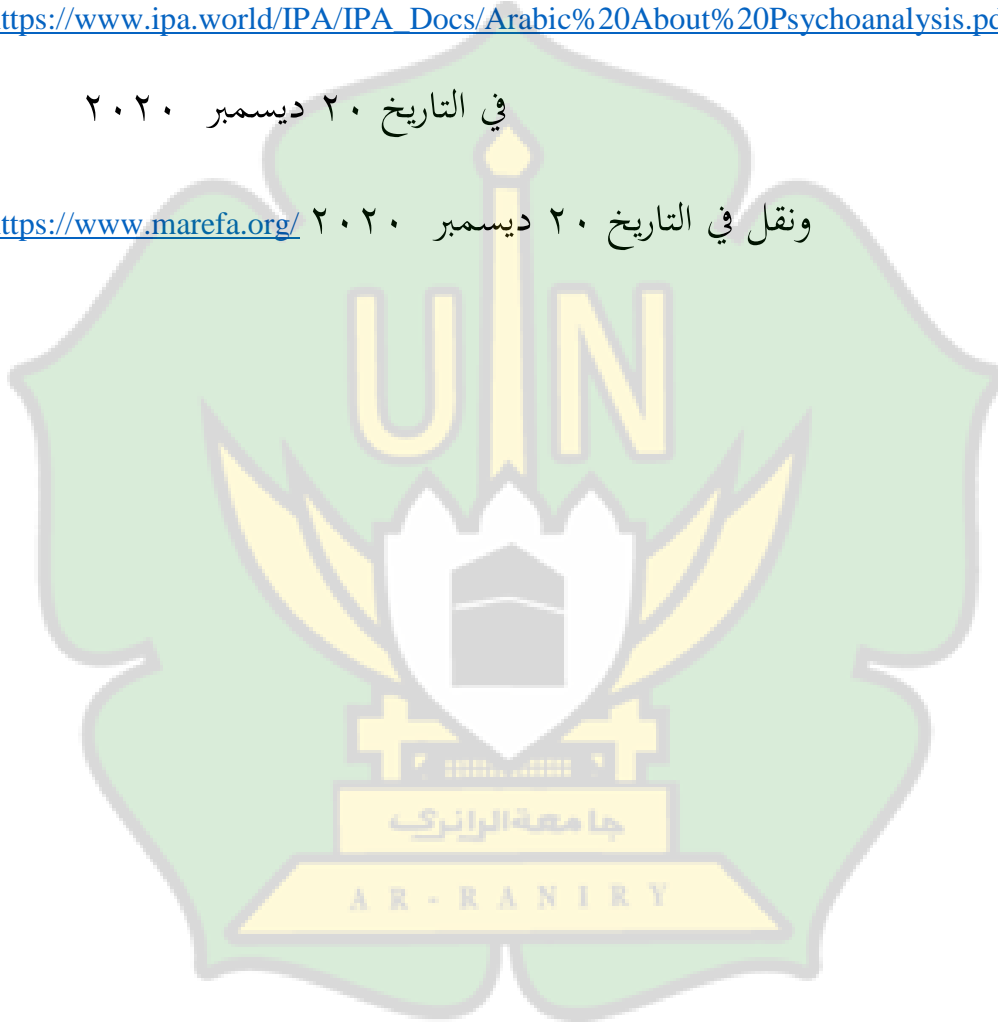 ttps://www.ipa.world/IPA/IPA_Docs/Arabic%20About%20Psychoanalysis.pd
في التاريخ ٢٠ ديسمبر ٢٠٢٠
ونقل في التاريخ ٢٠ ديسمبر ٢٠٢٠ ttps://www.marefa.org/
UIN
جامعة الرانري
AR-RANIRY